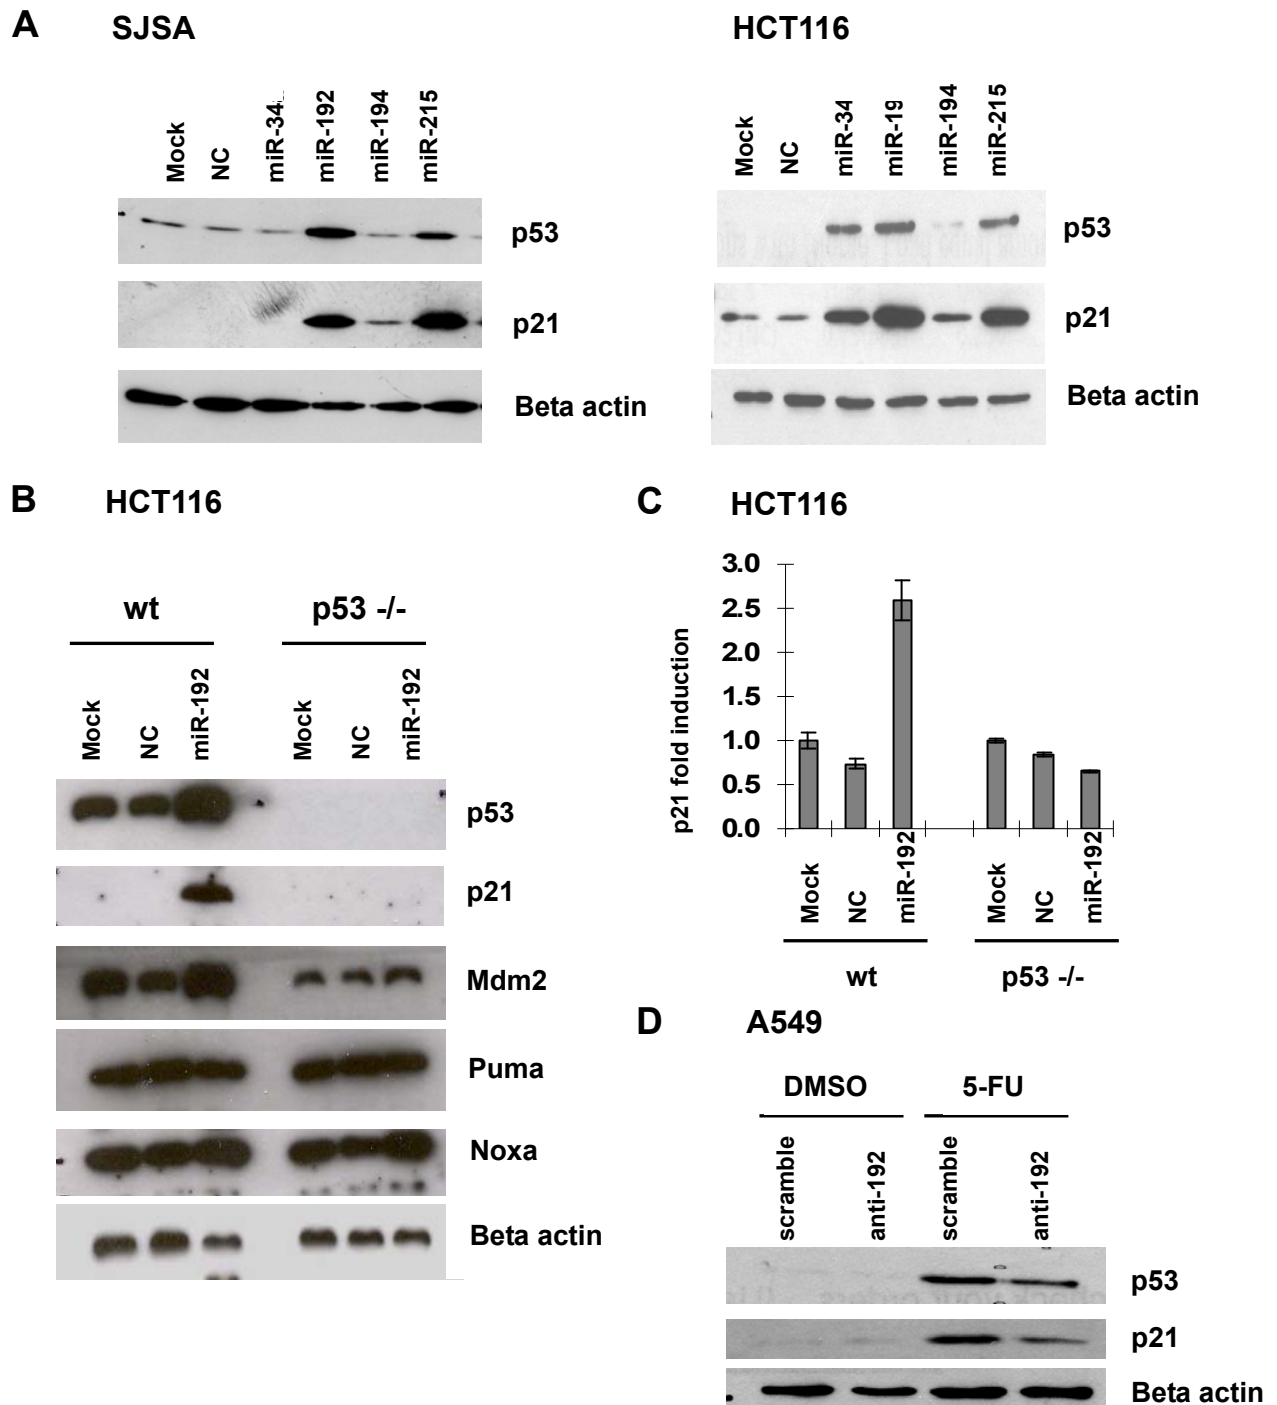 A SJSA HCT116
Mock NC miR-34 miR-192 miR-194 miR-215
p53
p21
Beta actin
Mock NC miR-34 miR-19 miR-194 miR-215
p53
p21
Beta actin
B HCT116
wt p53 -/-
Mock NC miR-192 Mock NC miR-192
p53
p21
Mdm2
Puma
Noxa
Beta actin
C HCT116
p21 fold induction
3.0
2.5
2.0
1.5
1.0
0.5
0.0
Mock NC miR-192 Mock NC miR-192
wt p53 -/-
D A549
DMSO 5-FU
scramble anti-192 scramble anti-192
p53
p21
Beta actin